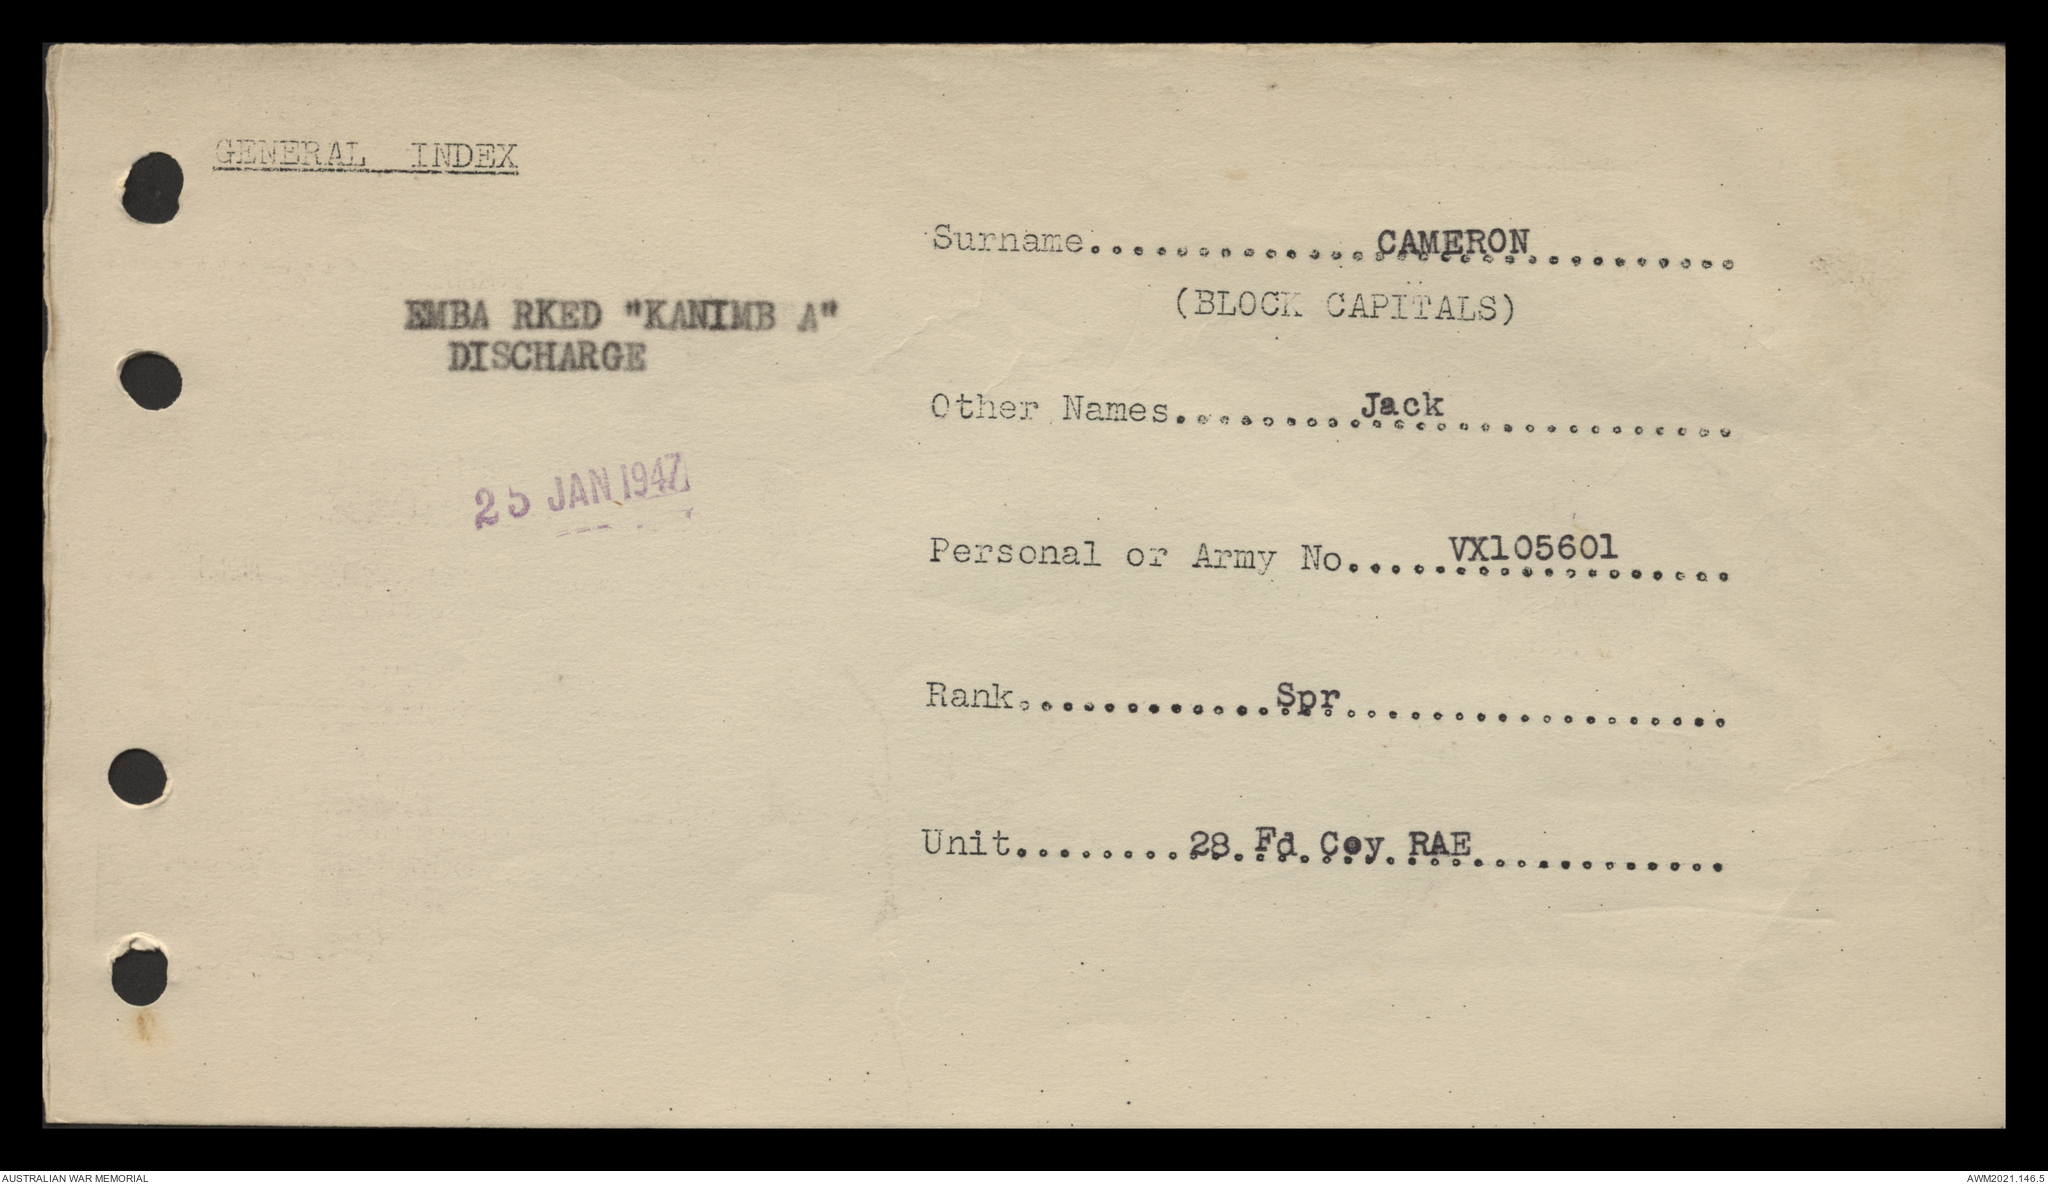 GENERAL INDEX
Surname..............CAMERON..........
(BLOCK CAPITALS)
EMBA RKED "KANIMB A"
DISCHARGE
Other Names.........Jack..............
25 JAN 1947
Personal or Army No.....VX105601......
Rank............Spr...................
Unit........28 Fd Coy RAE.............
AUSTRALIAN WAR MEMORIAL
AWM2021.146.5